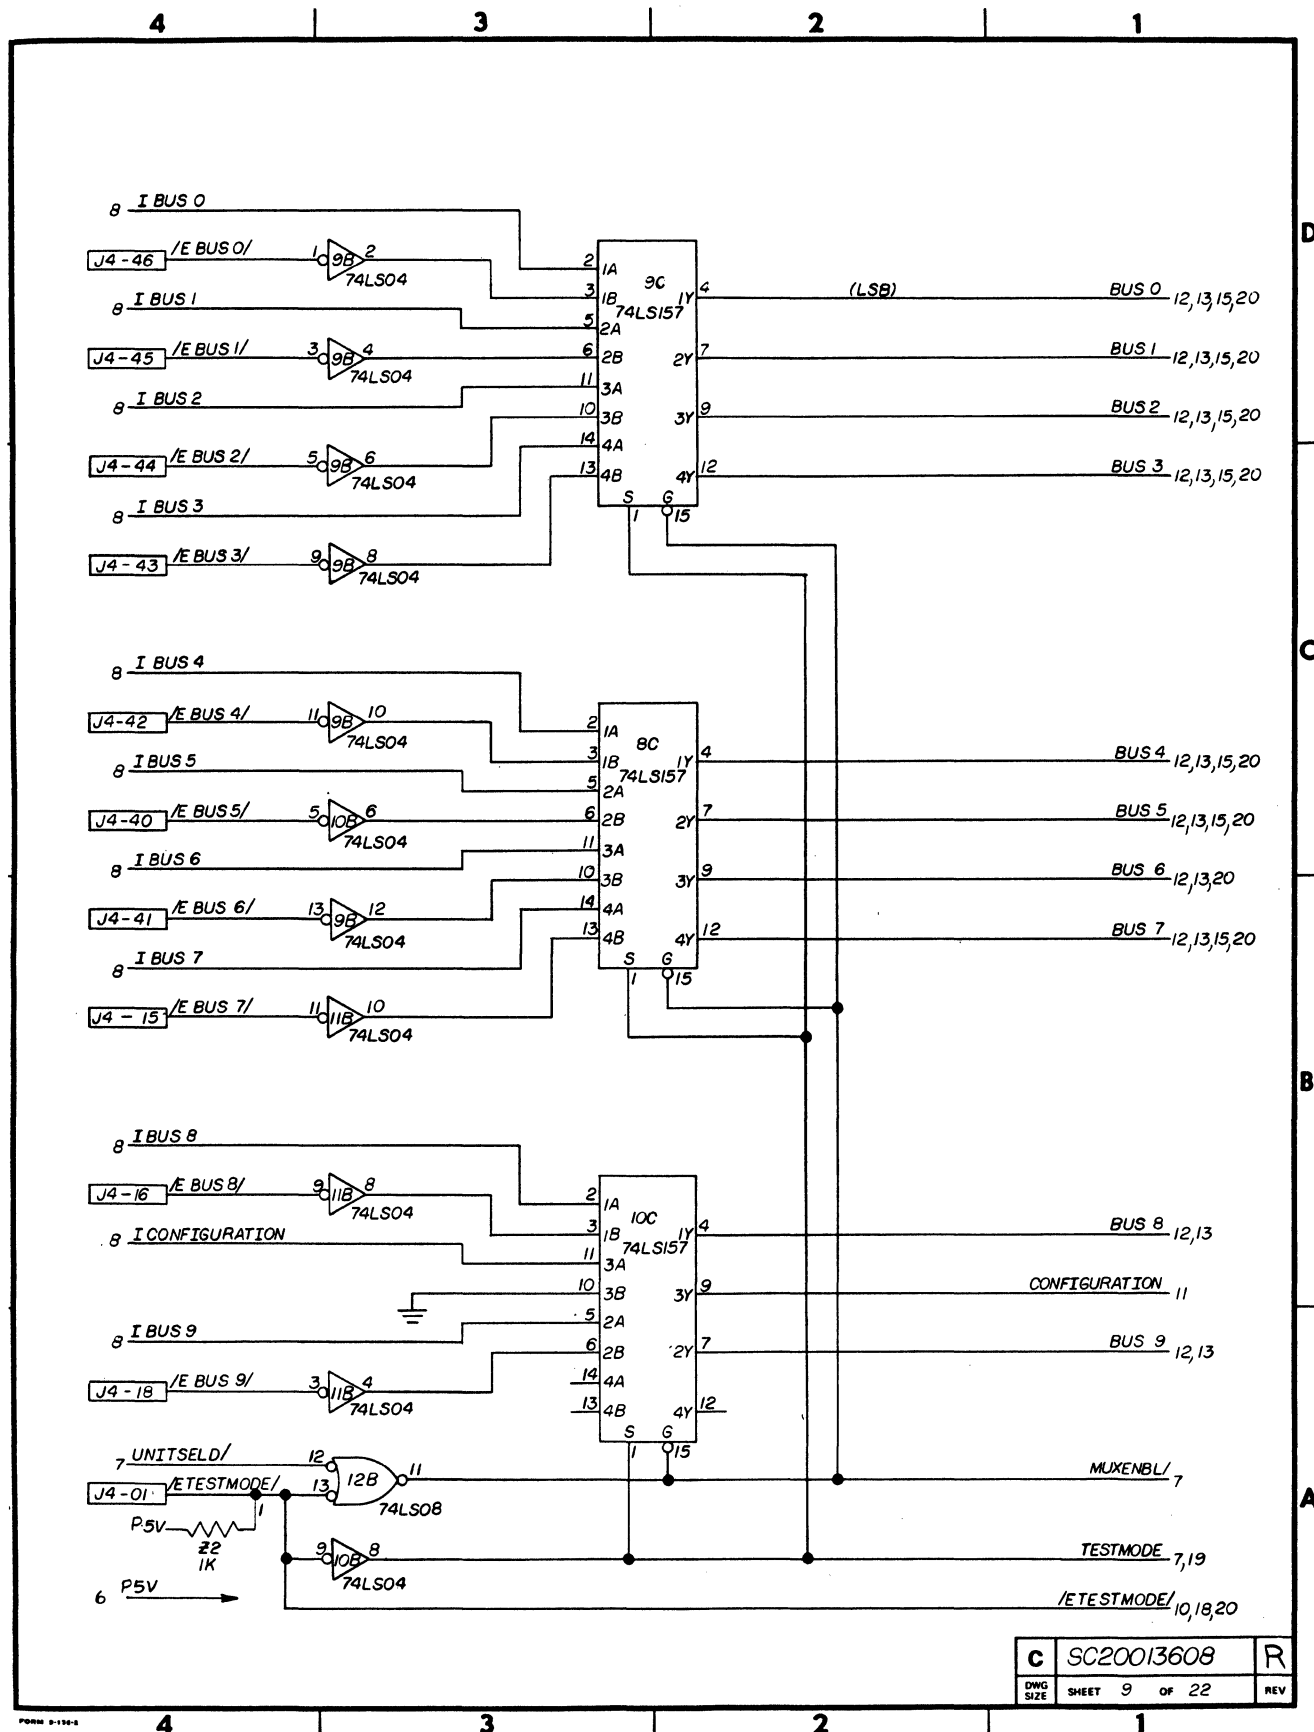 4 3 2 1
D
8 I BUS 0
J4-46 /E BUS 0/ 1 9B 2
74LS04
8 I BUS 1
J4-45 /E BUS 1/ 3 9B 4
74LS04
8 I BUS 2
J4-44 /E BUS 2/ 5 9B 6
74LS04
8 I BUS 3
J4-43 /E BUS 3/ 9 9B 8
74LS04
2 1A
3 1B
5 2A
6 2B
11 3A
10 3B
14 4A
13 4B
9C
74LS157
1Y 4 (LSB) BUS 0 12,13,15,20
2Y 7 BUS 1 12,13,15,20
3Y 9 BUS 2 12,13,15,20
4Y 12 BUS 3 12,13,15,20
S G
1 15
C
8 I BUS 4
J4-42 /E BUS 4/ 11 9B 10
74LS04
8 I BUS 5
J4-40 /E BUS 5/ 5 10B 6
74LS04
8 I BUS 6
J4-41 /E BUS 6/ 13 9B 12
74LS04
8 I BUS 7
J4-15 /E BUS 7/ 11 11B 10
74LS04
2 1A
3 1B
5 2A
6 2B
11 3A
10 3B
14 4A
13 4B
8C
74LS157
1Y 4 BUS 4 12,13,15,20
2Y 7 BUS 5 12,13,15,20
3Y 9 BUS 6 12,13,20
4Y 12 BUS 7 12,13,15,20
S G
1 15
B
8 I BUS 8
J4-16 /E BUS 8/ 9 11B 8
74LS04
8 I CONFIGURATION
8 I BUS 9
J4-18 /E BUS 9/ 3 11B 4
74LS04
2 1A
3 1B
11 3A
10 3B
5 2A
6 2B
14 4A
13 4B
10C
74LS157
1Y 4 BUS 8 12,13
3Y 9 CONFIGURATION 11
2Y 7 BUS 9 12,13
4Y 12
S G
1 15
7 UNITSELD/ 12
J4-01 /ETESTMODE/ 13
12B 11
74LS08
MUXENBL/ 7
A
1
P5V
Z2
1K
9 10B 8
74LS04
TESTMODE 7,19
6 P5V
/ETESTMODE/ 10,18,20
C SC20013608 R
DWG SIZE SHEET 9 OF 22 REV
4 3 2 1